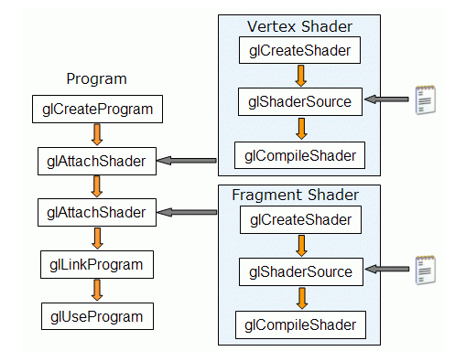 Program
glCreateProgram
glAttachShader
glAttachShader
glLinkProgram
glUseProgram
Vertex Shader
glCreateShader
glShaderSource
glCompileShader
Fragment Shader
glCreateShader
glShaderSource
glCompileShader